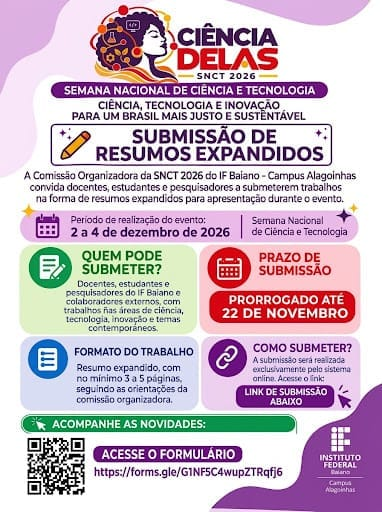 CIÊNCIA
DELAS
SNCT 2026
SEMANA NACIONAL DE CIÊNCIA E TECNOLOGIA
CIÊNCIA, TECNOLOGIA E INOVAÇÃO
PARA UM BRASIL MAIS JUSTO E SUSTENTÁVEL
SUBMISSÃO DE
RESUMOS EXPANDIDOS
A Comissão Organizadora da SNCT 2026 do IF Baiano - Campus Alagoinhas
convida docentes, estudantes e pesquisadores a submeterem trabalhos
na forma de resumos expandidos para apresentação durante o evento.
Período de realização do evento:
2 a 4 de dezembro de 2026
Semana Nacional
de Ciência e Tecnologia
QUEM PODE
SUBMETER?
Docentes, estudantes e
pesquisadores do IF Baiano e
colaboradores externos, com
trabalhos nas áreas de ciência,
tecnologia, inovação e temas
contemporâneos.
PRAZO DE
SUBMISSÃO
PRORROGADO ATÉ
22 DE NOVEMBRO
FORMATO DO TRABALHO
Resumo expandido, com
no mínimo 3 a 5 páginas,
seguindo as orientações da
comissão organizadora.
COMO SUBMETER?
A submissão será realizada
exclusivamente pelo sistema
online. Acesse o link:
LINK DE SUBMISSÃO
ABAIXO
ACOMPANHE AS NOVIDADES:
ACESSE O FORMULÁRIO
https://forms.gle/G1NF5C4wupZTRqfj6
INSTITUTO
FEDERAL
Baiano
Campus
Alagoinhas